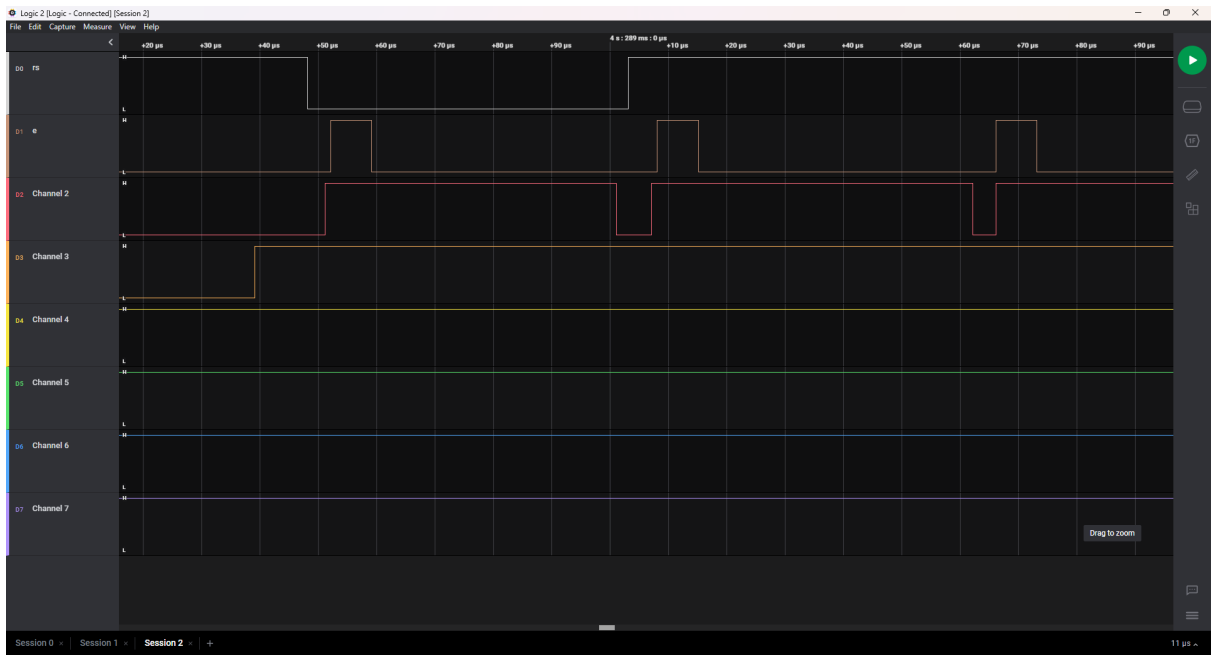 Logic 2 [Logic - Connected] [Session 2]
File Edit Capture Measure View Help
4 s : 289 ms : 0 µs
+20 µs +30 µs +40 µs +50 µs +60 µs +70 µs +80 µs +90 µs +10 µs +20 µs +30 µs +40 µs +50 µs +60 µs +70 µs +80 µs +90 µs
H
D0 rs
L
H
D1 e
L
H
D2 Channel 2
L
H
D3 Channel 3
L
H
D4 Channel 4
L
H
D5 Channel 5
L
H
D6 Channel 6
L
H
D7 Channel 7
Drag to zoom
L
Session 0 × Session 1 × Session 2 × +
11 µs